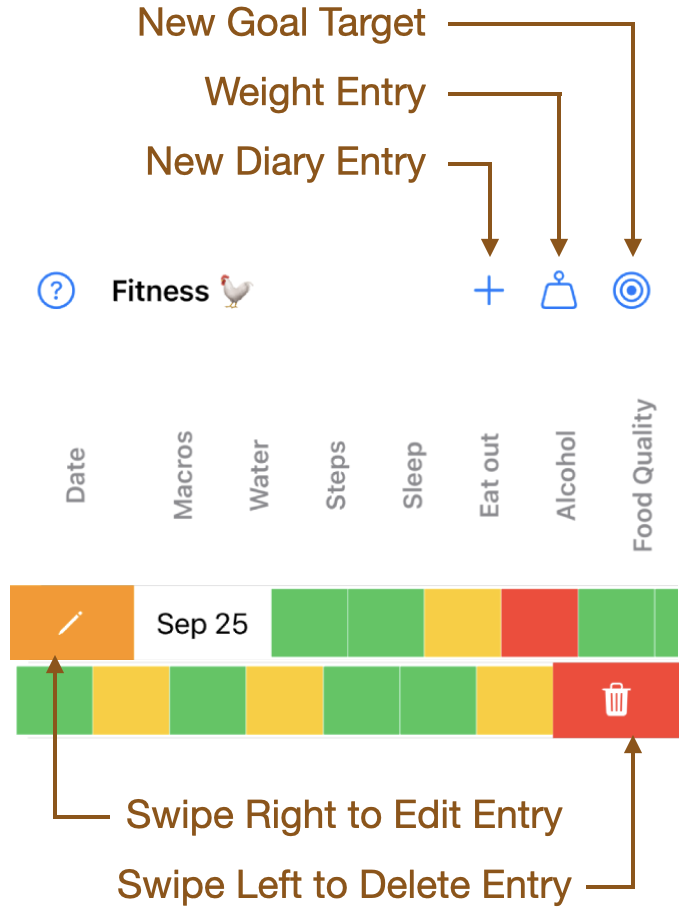 New Goal Target
Weight Entry
New Diary Entry
? Fitness 🐓
Date Macros Water Steps Sleep Eat out Alcohol Food Quality
Sep 25
Swipe Right to Edit Entry
Swipe Left to Delete Entry